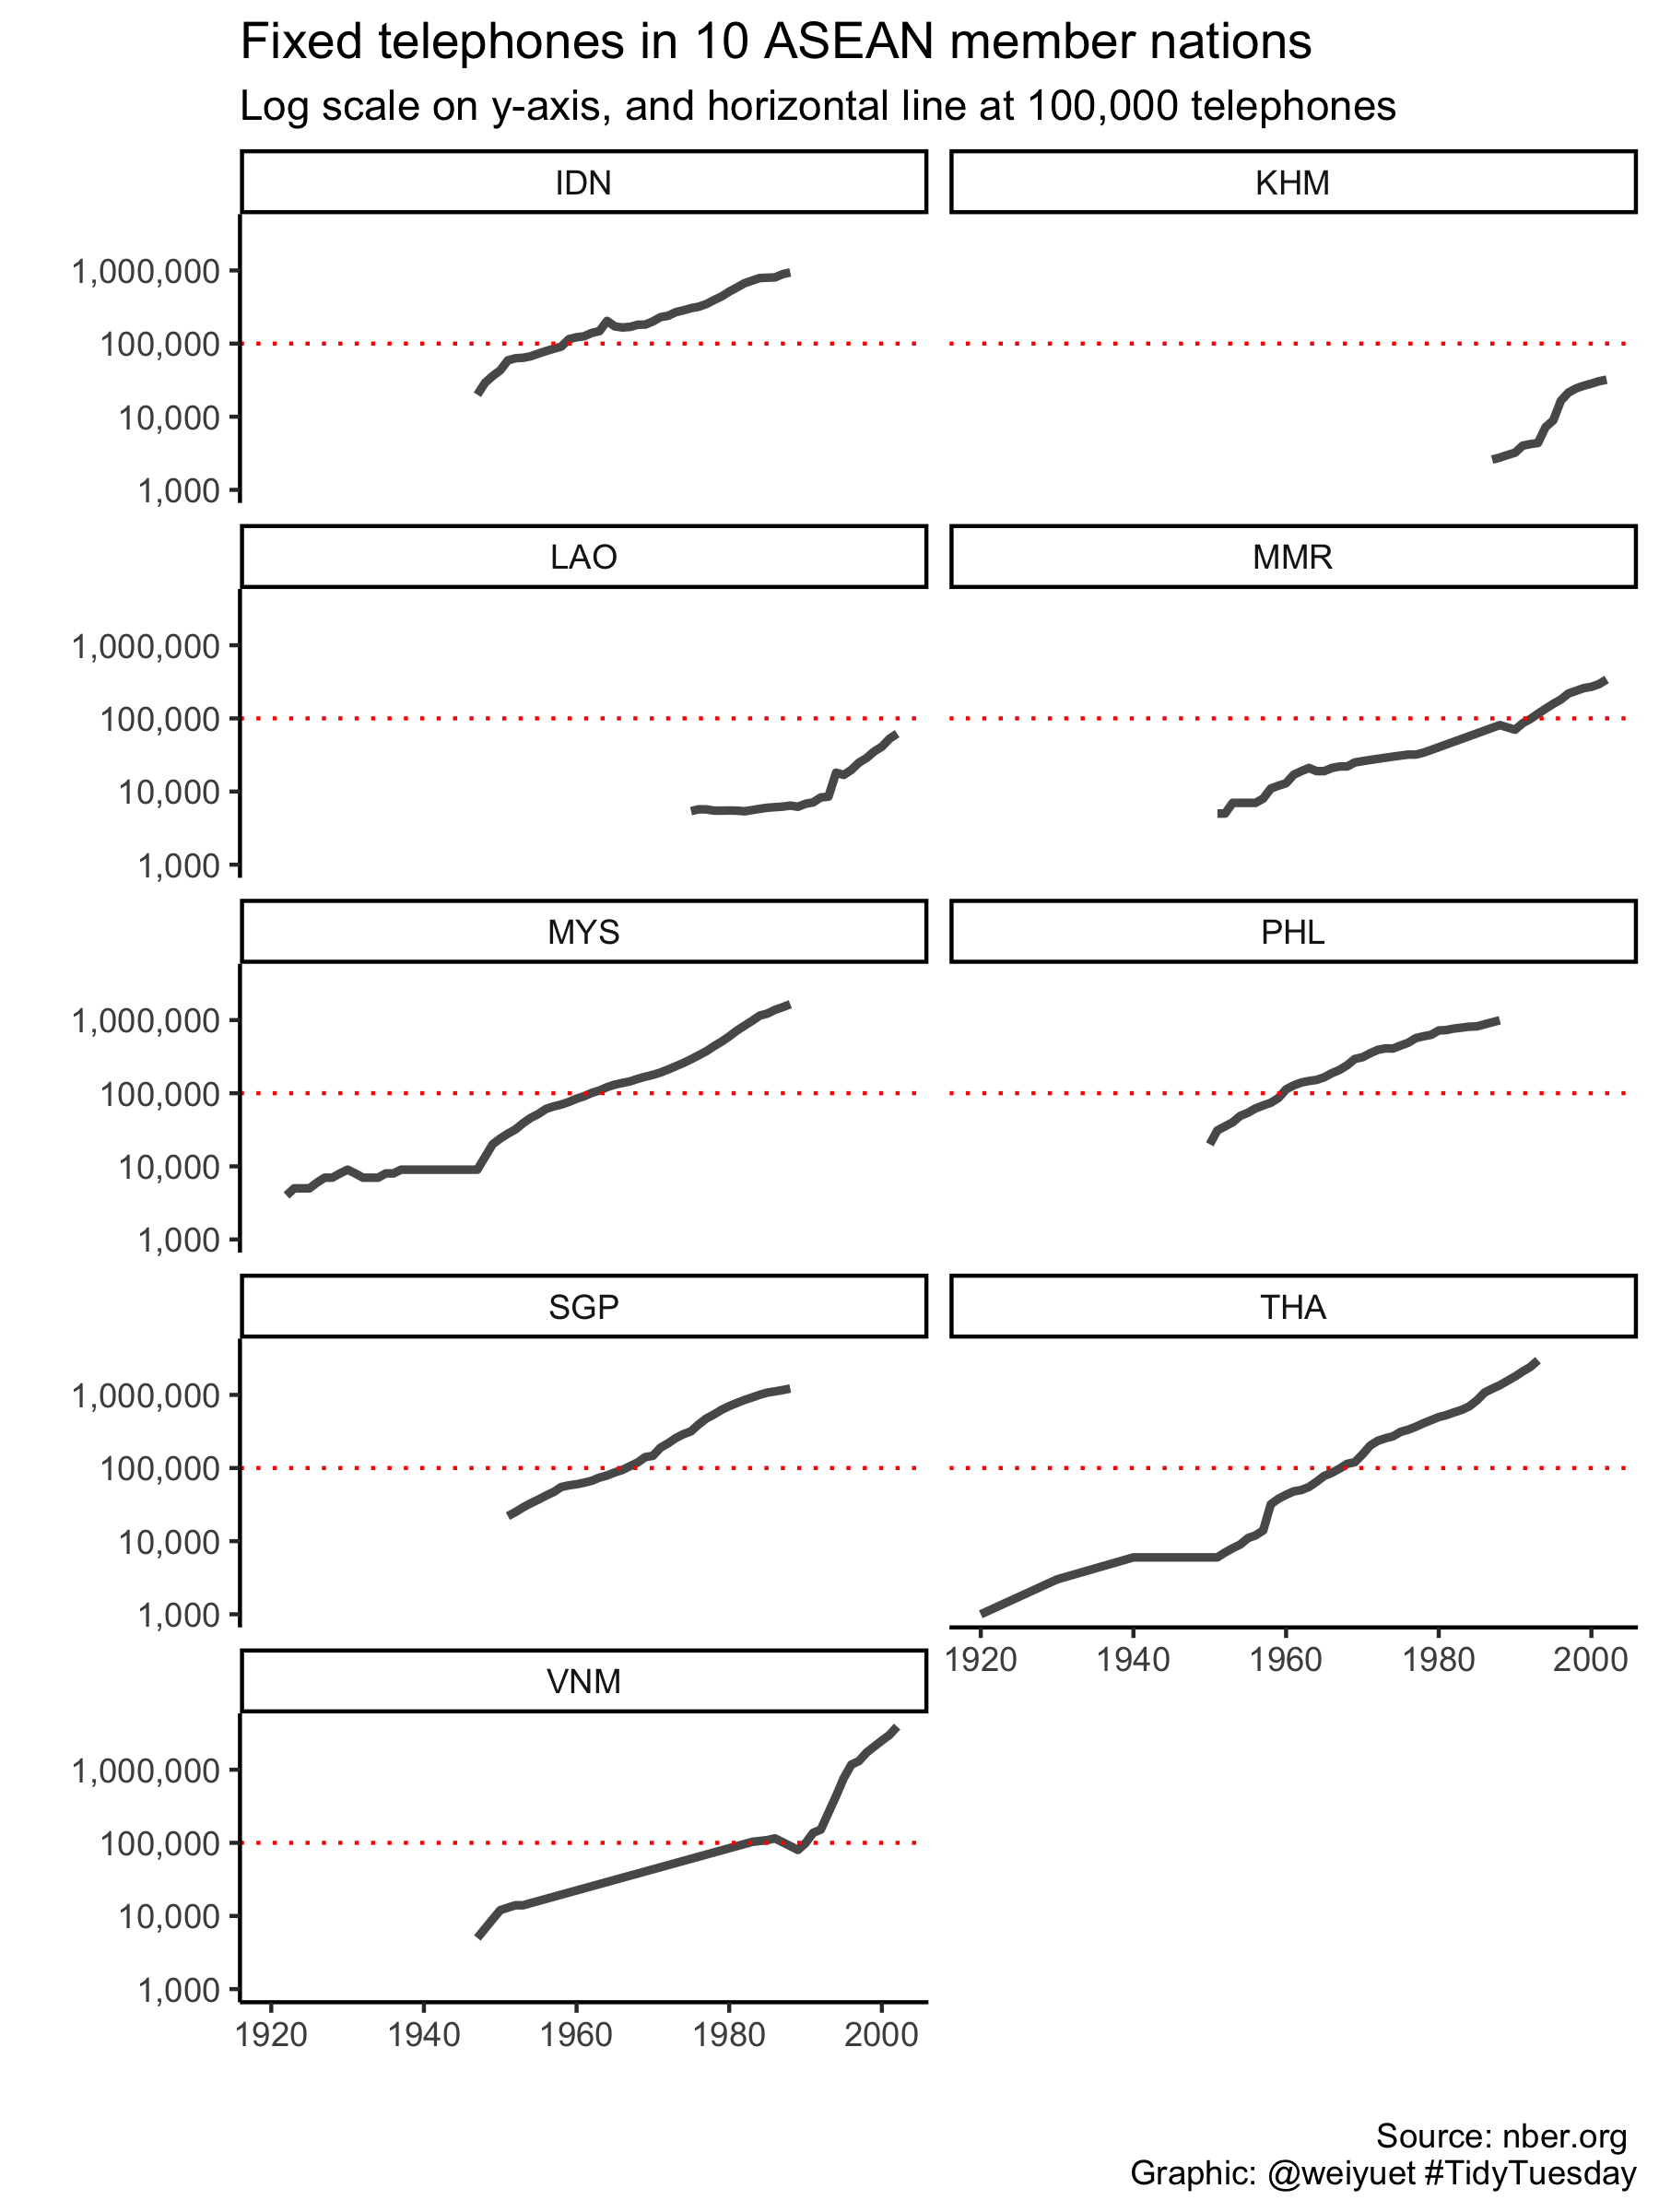 Fixed telephones in 10 ASEAN member nations
Log scale on y-axis, and horizontal line at 100,000 telephones
IDN
KHM
1,000,000
100,000
10,000
1,000
LAO
MMR
1,000,000
100,000
10,000
1,000
MYS
PHL
1,000,000
100,000
10,000
1,000
SGP
THA
1,000,000
100,000
10,000
1,000
1920 1940 1960 1980 2000
VNM
1,000,000
100,000
10,000
1,000
1920 1940 1960 1980 2000
Source: nber.org
Graphic: @weiyuet #TidyTuesday